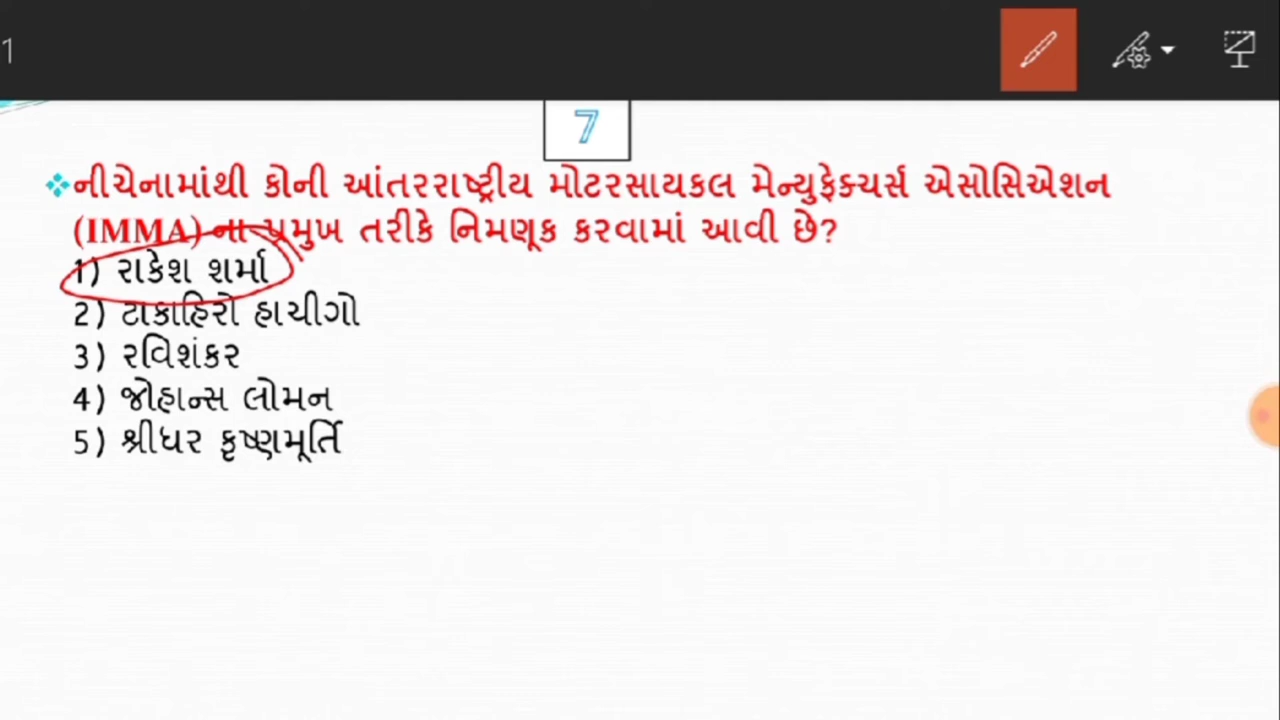 1
7
❖નીચેનામાંથી કોની આંતરરાષ્ટ્રીય મોટરસાયકલ મેન્યુફેક્ચર્સ એસોસિએશન
(IMMA) ના પ્રમુખ તરીકે નિમણૂક કરવામાં આવી છે?
1) રાકેશ શર્મા
2) ટાકાહિરો હાચીગો
3) રવિશંકર
4) જોહાન્સ લોમન
5) શ્રીધર કૃષ્ણમૂર્તિ